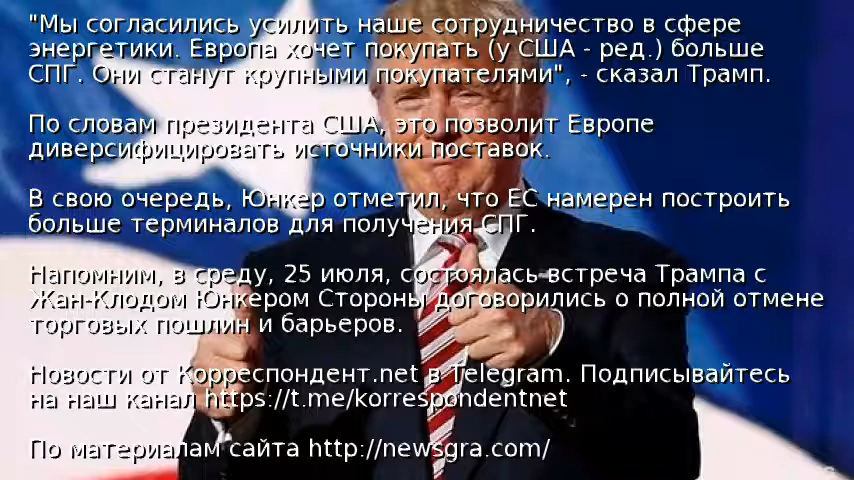 "Мы согласились усилить наше сотрудничество в сфере
энергетики. Европа хочет покупать (у США - ред.) больше
СПГ. Они станут крупными покупателями", - сказал Трамп.
По словам президента США, это позволит Европе
диверсифицировать источники поставок.
В свою очередь, Юнкер отметил, что ЕС намерен построить
больше терминалов для получения СПГ.
Напомним, в среду, 25 июля, состоялась встреча Трампа с
Жан-Клодом Юнкером Стороны договорились о полной отмене
торговых пошлин и барьеров.
Новости от Корреспондент.net в Telegram. Подписывайтесь
на наш канал https://t.me/korrespondentnet
По материалам сайта http://newsgra.com/